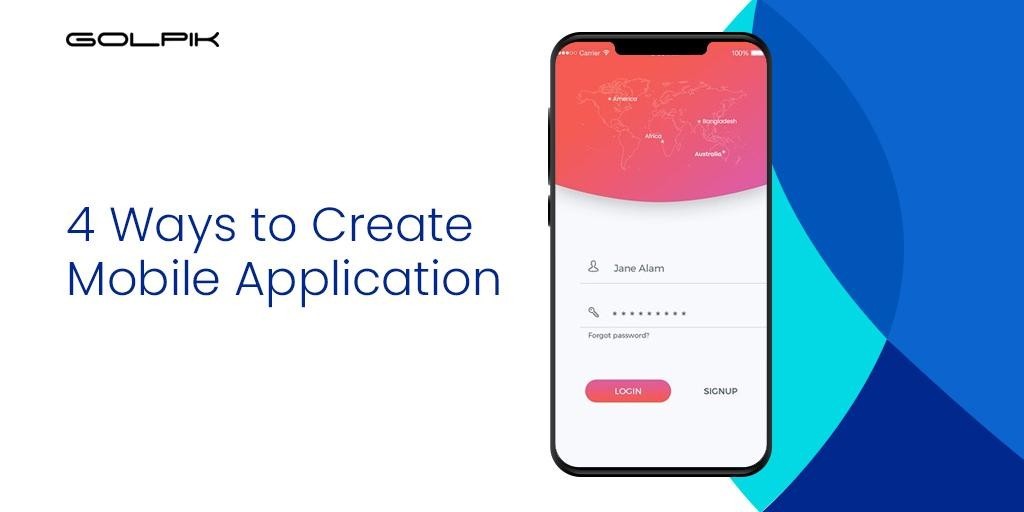 GOLPIK
4 Ways to Create
Mobile Application
Carrier
100%
America
Bangladesh
Africa
Australia
Jane Alam
*********
Forgot password?
LOGIN
SIGNUP